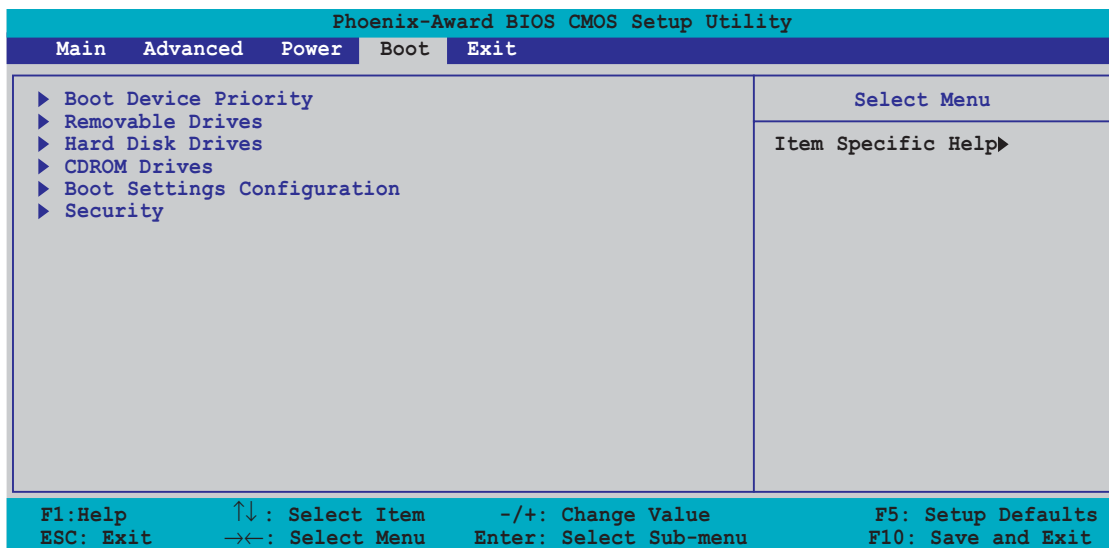 Phoenix-Award BIOS CMOS Setup Utility
Main Advanced Power Boot Exit
▶ Boot Device Priority
▶ Removable Drives
▶ Hard Disk Drives
▶ CDROM Drives
▶ Boot Settings Configuration
▶ Security
Select Menu
Item Specific Help▶
F1:Help ↑↓: Select Item -/+: Change Value F5: Setup Defaults
ESC: Exit →←: Select Menu Enter: Select Sub-menu F10: Save and Exit